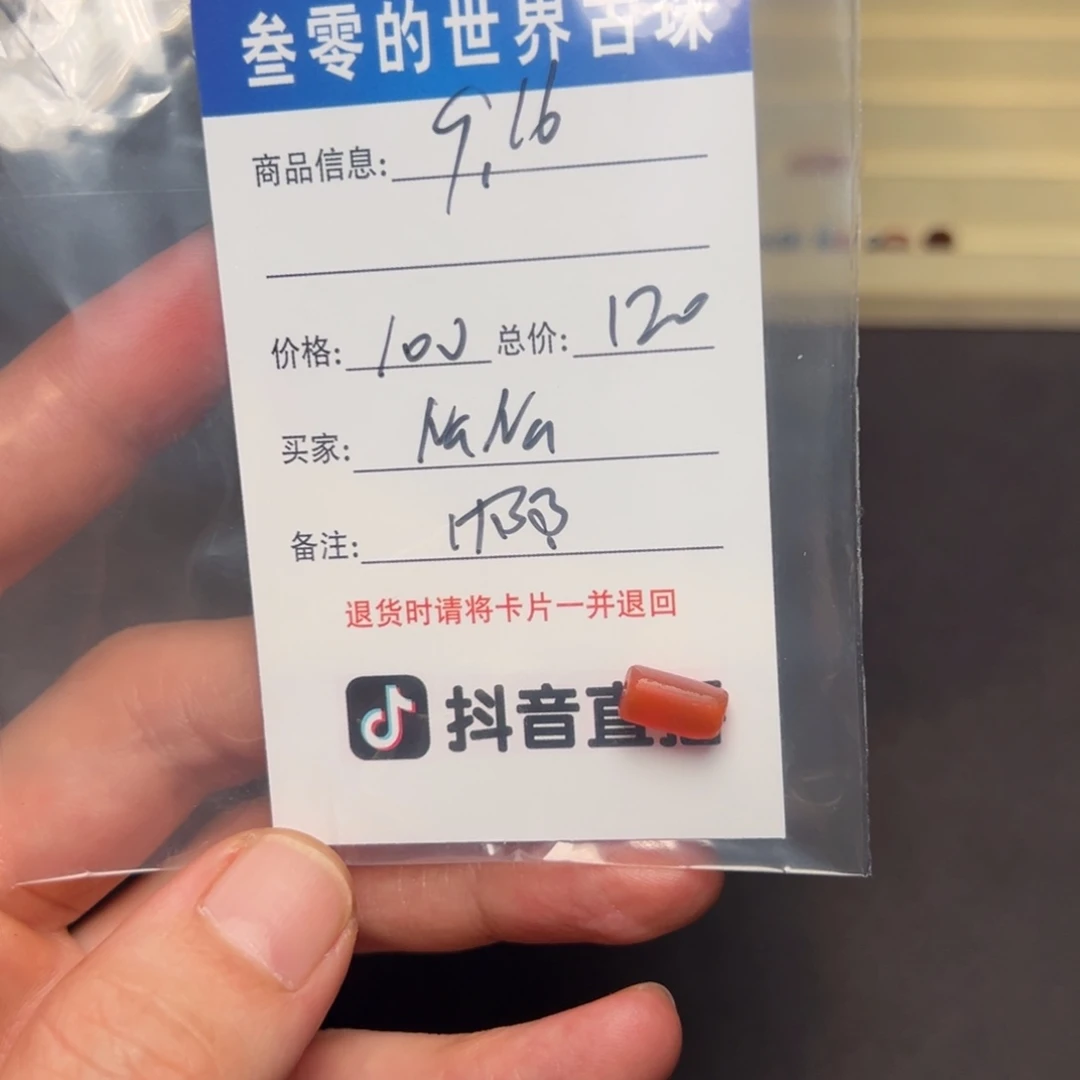 叁零的世界古珠
商品信息: 9.16
价格: 100 总价: 120
买家: NaNa
备注:
退货时请将卡片一并退回
抖音直播